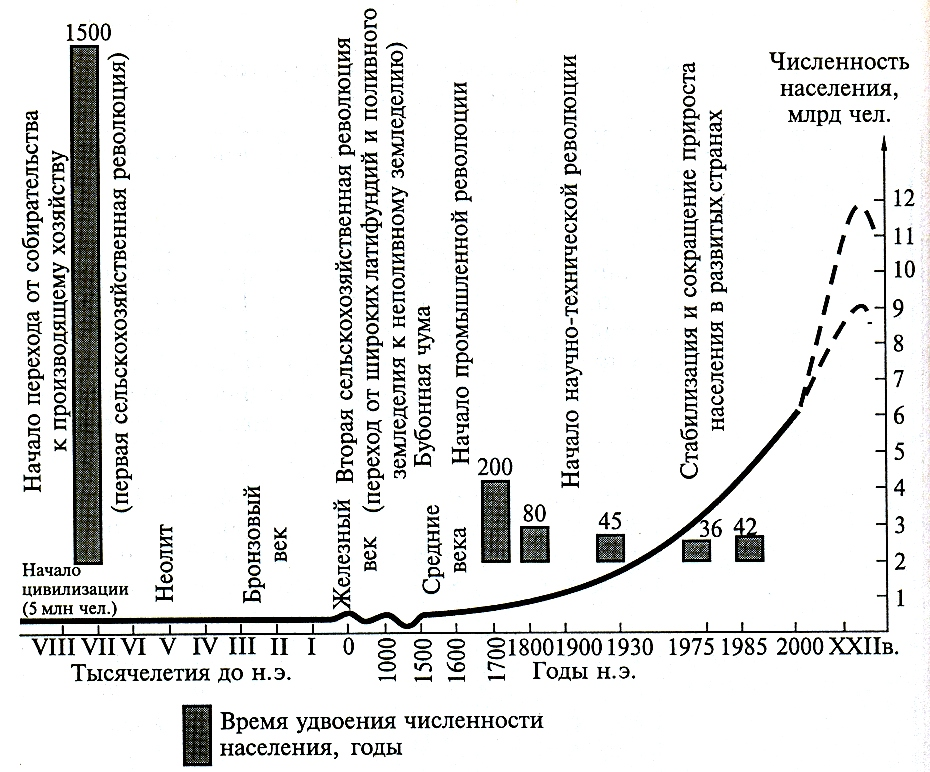 1500
Начало перехода от собирательства
к производящему хозяйству
(первая сельскохозяйственная революция)
Начало
цивилизации
(5 млн чел.)
Неолит
Бронзовый
век
Железный
век
Вторая сельскохозяйственная революция
(переход от широких латифундий и поливного
земледелия к неполивному земледелию)
Бубонная чума
Средние
века
Начало промышленной революции
200
80
Начало научно-технической революции
45
Стабилизация и сокращение прироста
населения в развитых странах
36
42
Численность
населения,
млрд чел.
12
11
10
9
8
7
6
5
4
3
2
1
VIII VII VI V IV III II I 0 1000 1500 1600 1700 1800 1900 1930 1975 1985 2000 XXIIв.
Тысячелетия до н.э.
Годы н.э.
Время удвоения численности
населения, годы